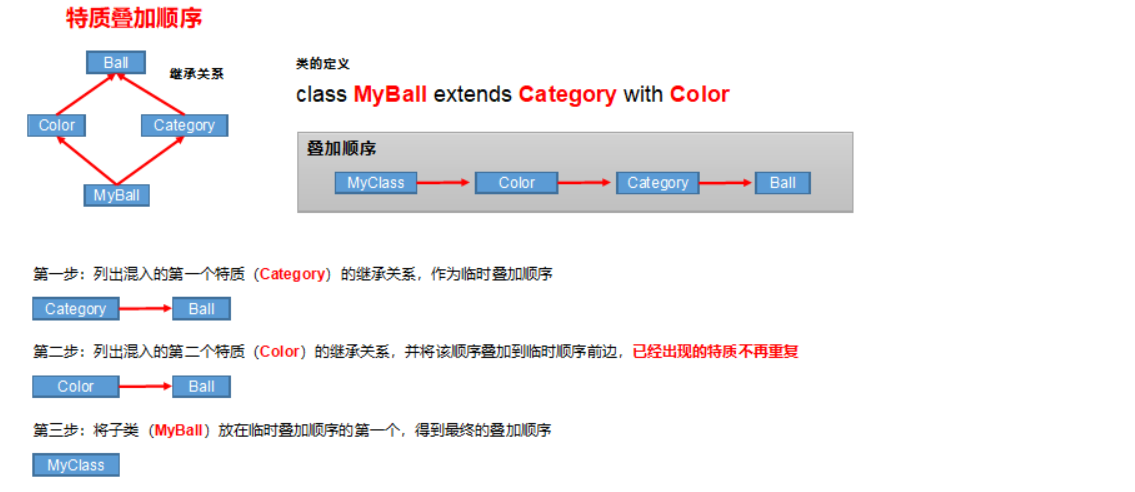 特质叠加顺序
Ball
继承关系
Color
Category
MyBall
类的定义
class MyBall extends Category with Color
叠加顺序
MyClass
Color
Category
Ball
第一步：列出混入的第一个特质（Category）的继承关系，作为临时叠加顺序
Category
Ball
第二步：列出混入的第二个特质（Color）的继承关系，并将该顺序叠加到临时顺序前边，已经出现的特质不再重复
Color
Ball
第三步：将子类（MyBall）放在临时叠加顺序的第一个，得到最终的叠加顺序
MyClass